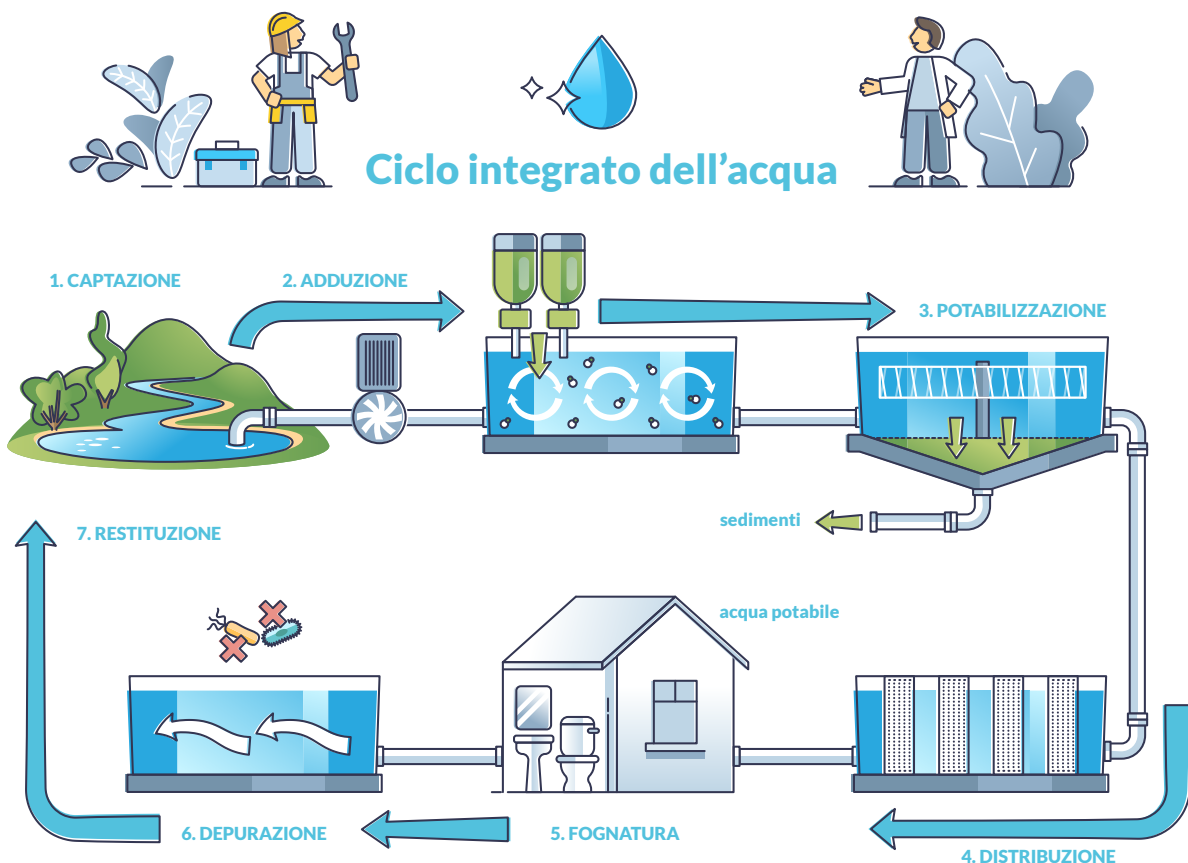 Ciclo integrato dell’acqua
1. CAPTAZIONE
2. ADDUZIONE
3. POTABILIZZAZIONE
sedimenti
7. RESTITUZIONE
acqua potabile
6. DEPURAZIONE
5. FOGNATURA
4. DISTRIBUZIONE